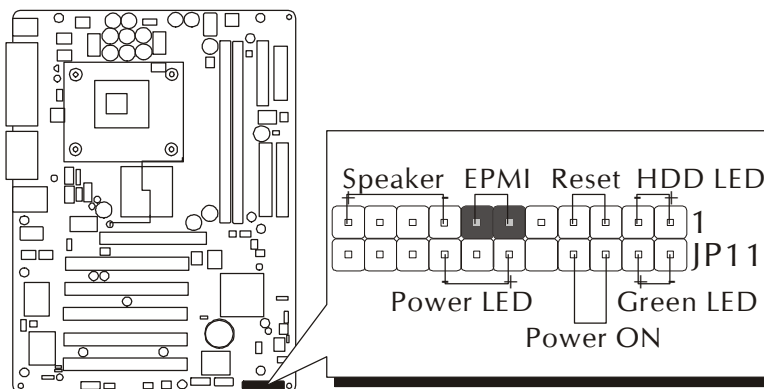 Speaker EPMI Reset HDD LED
1
JP11
Power LED Green LED
Power ON